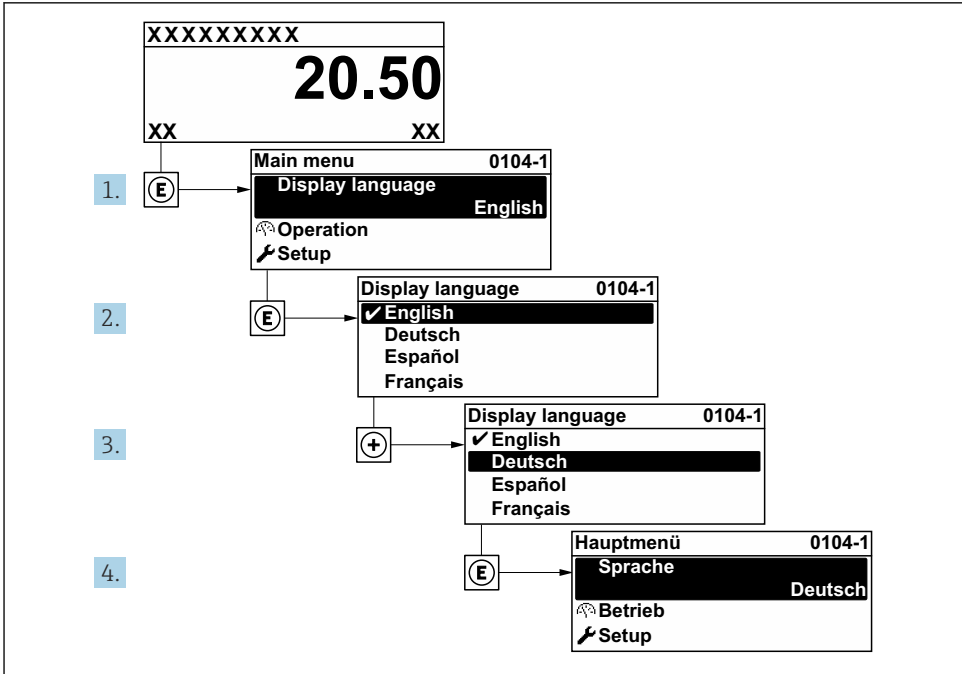 XXXXXXXXX
20.50
XX XX
1. E
Main menu 0104-1
Display language
English
Operation
Setup
2. E
Display language 0104-1
✔English
Deutsch
Español
Français
3. +
Display language 0104-1
✔English
Deutsch
Español
Français
4. E
Hauptmenü 0104-1
Sprache
Deutsch
Betrieb
Setup